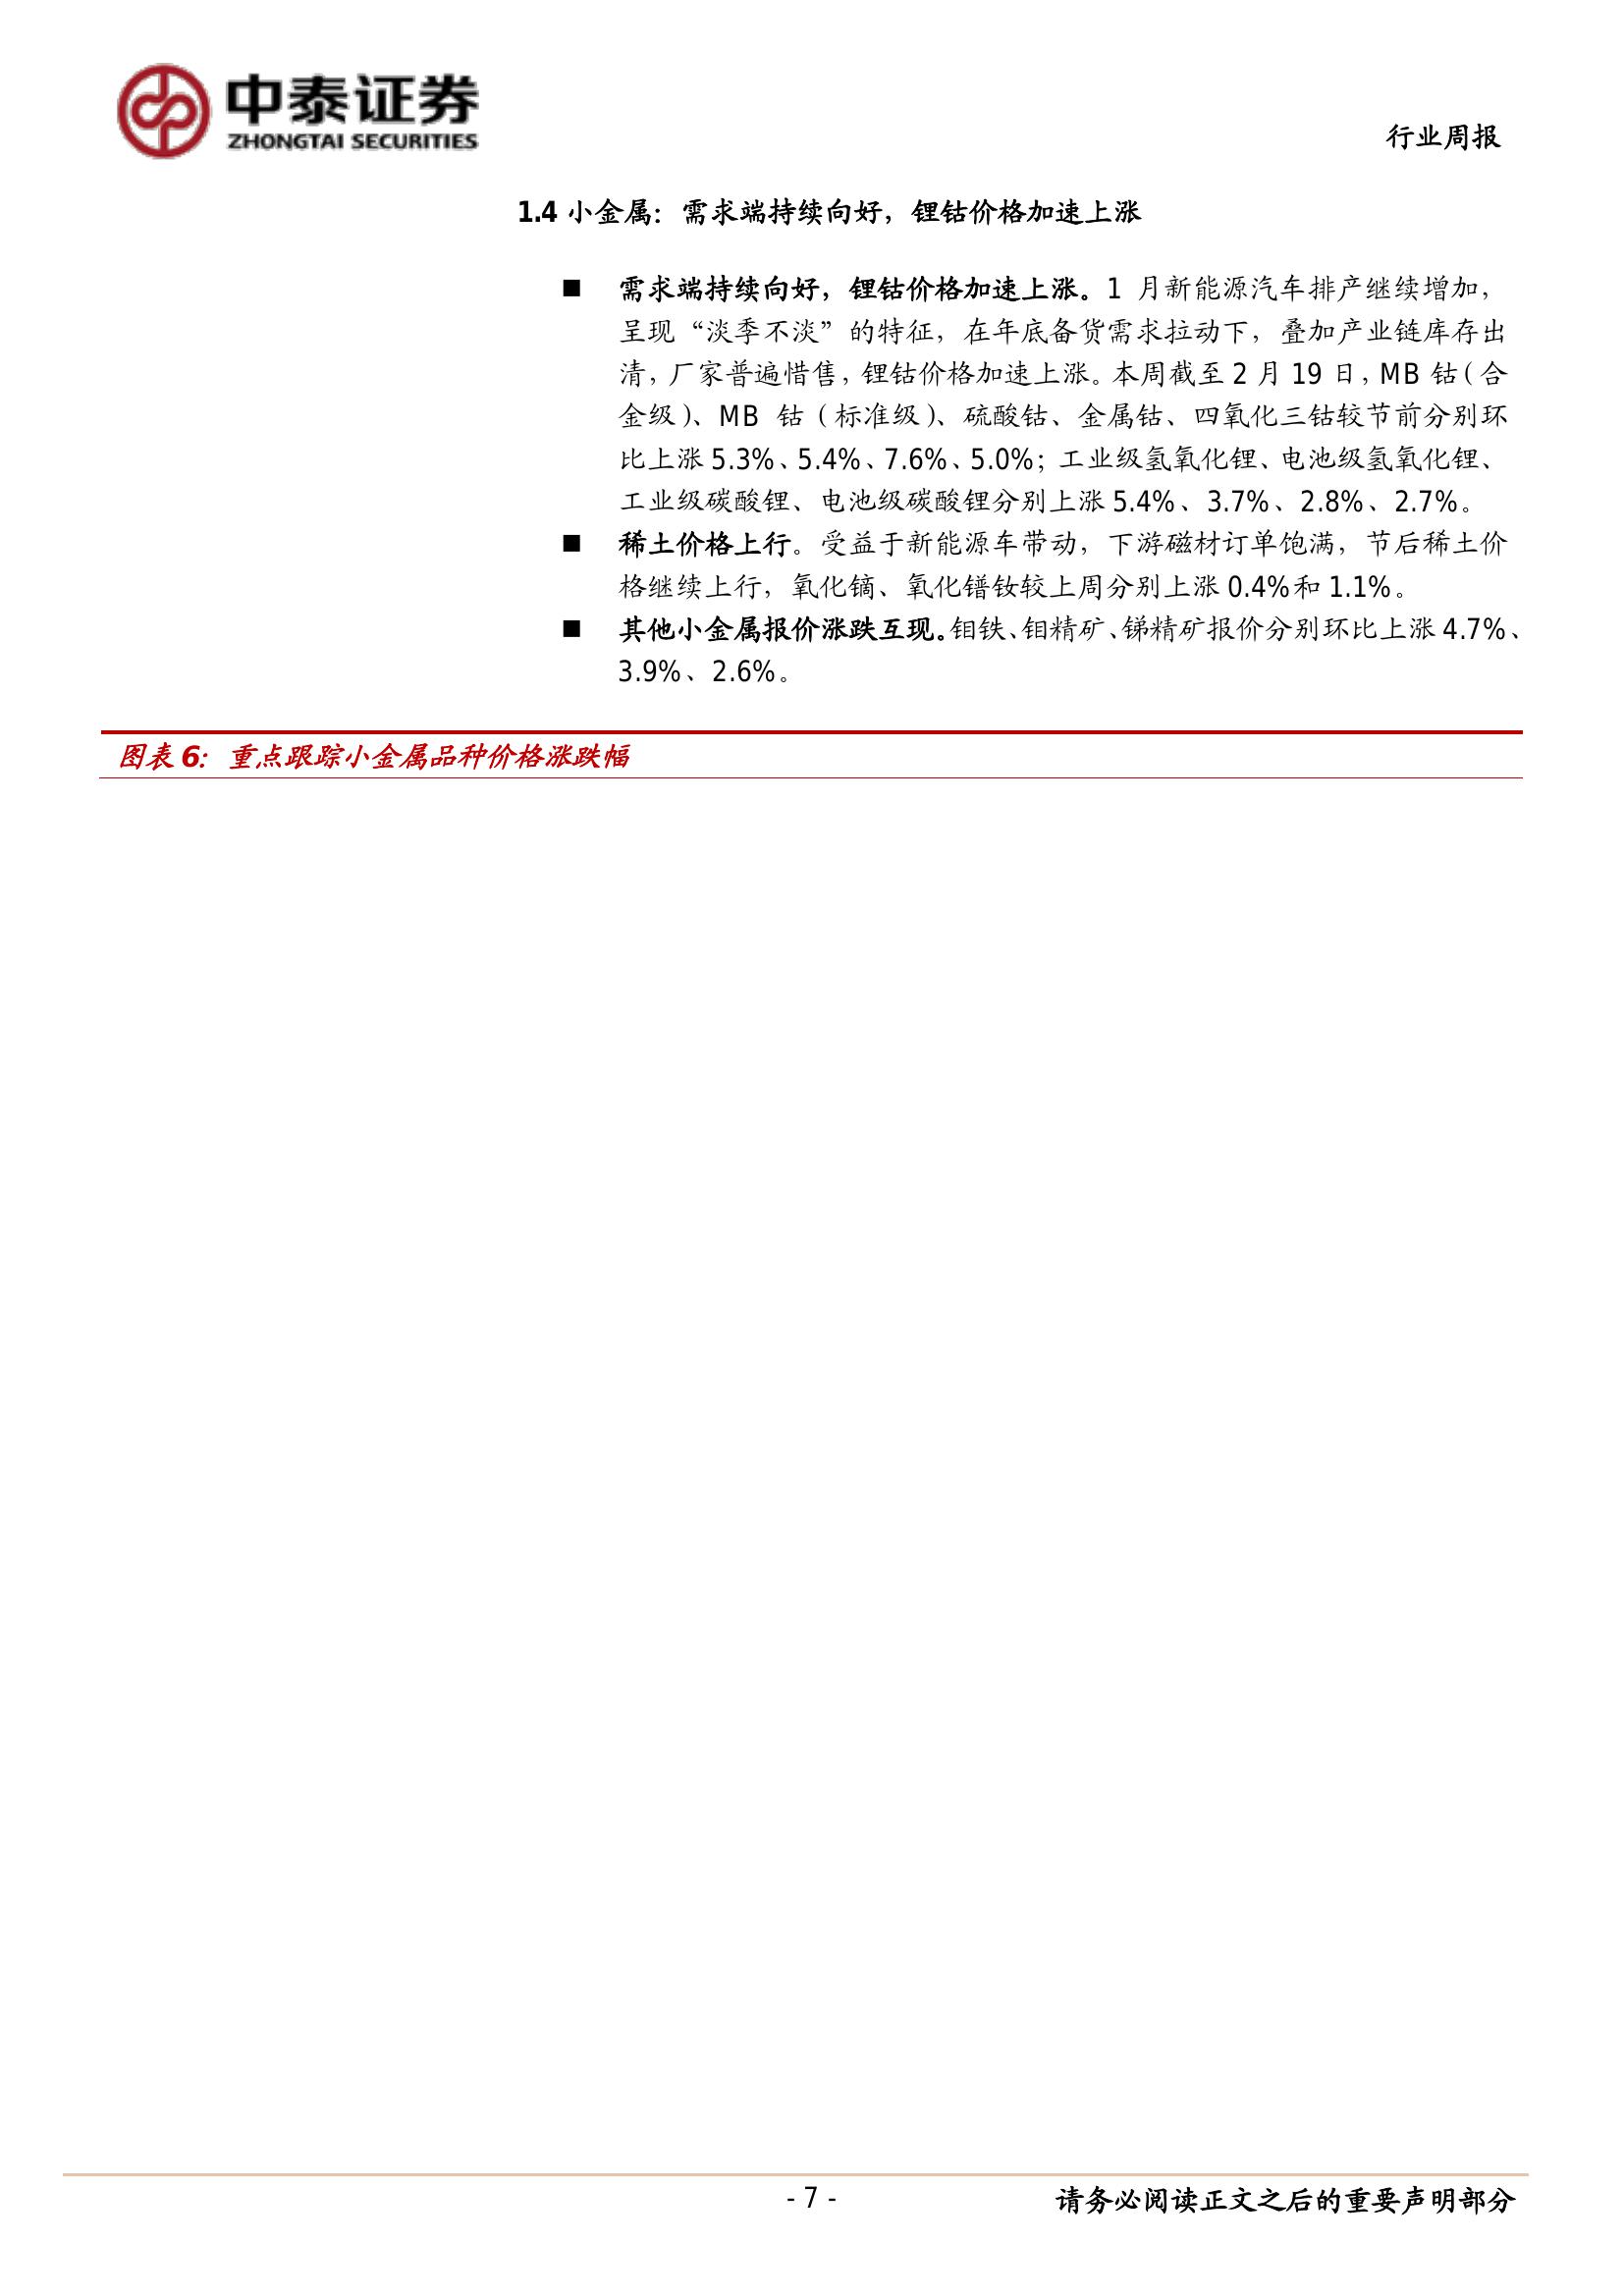 中泰证券
ZHONGTAI SECURITIES
行业周报
1.4 小金属：需求端持续向好，锂钴价格加速上涨
■ 需求端持续向好，锂钴价格加速上涨。1 月新能源汽车排产继续增加，
呈现“淡季不淡”的特征，在年底备货需求拉动下，叠加产业链库存出
清，厂家普遍惜售，锂钴价格加速上涨。本周截至 2 月 19 日，MB 钴（合
金级）、MB 钴（标准级）、硫酸钴、金属钴、四氧化三钴较节前分别环
比上涨 5.3%、5.4%、7.6%、5.0%；工业级氢氧化锂、电池级氢氧化锂、
工业级碳酸锂、电池级碳酸锂分别上涨 5.4%、3.7%、2.8%、2.7%。
■ 稀土价格上行。受益于新能源车带动，下游磁材订单饱满，节后稀土价
格继续上行，氧化镝、氧化镨钕较上周分别上涨 0.4%和 1.1%。
■ 其他小金属报价涨跌互现。钼铁、钼精矿、锑精矿报价分别环比上涨 4.7%、
3.9%、2.6%。
图表 6：重点跟踪小金属品种价格涨跌幅
- 7 -
请务必阅读正文之后的重要声明部分